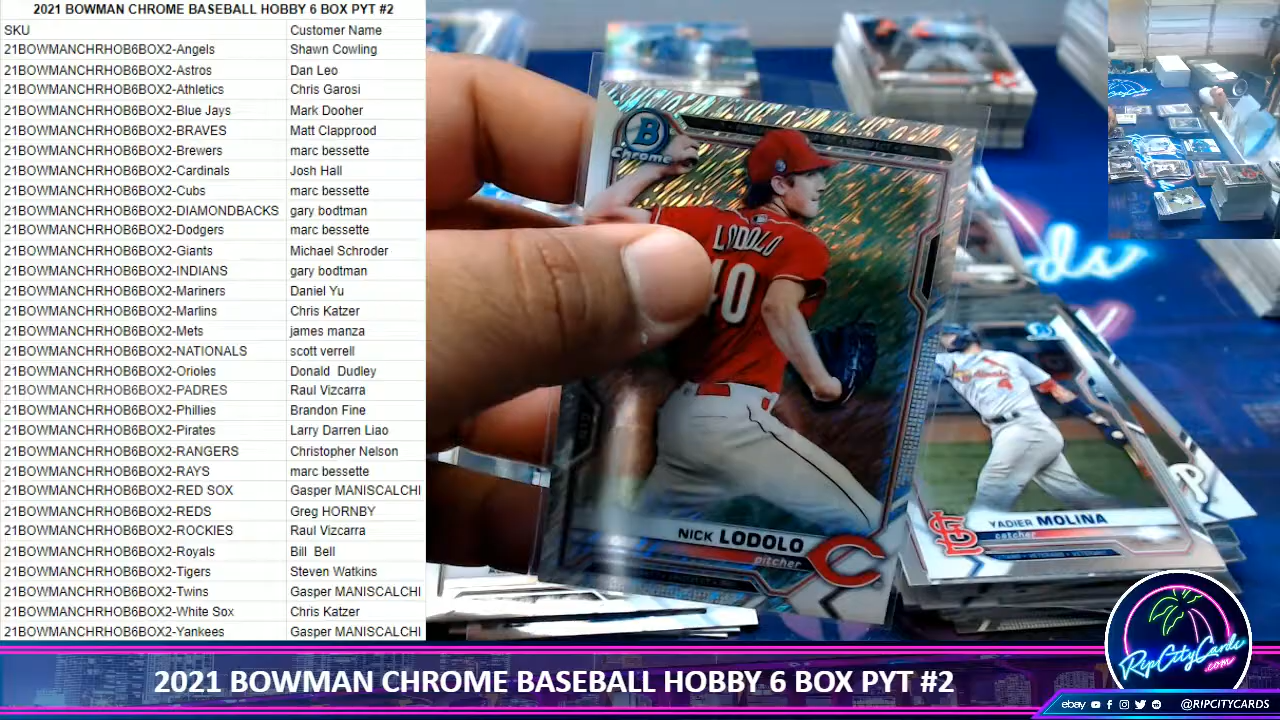 2021 BOWMAN CHROME BASEBALL HOBBY 6 BOX PYT #2
SKU Customer Name
21BOWMANCHRHOB6BOX2-Angels Shawn Cowling
21BOWMANCHRHOB6BOX2-Astros Dan Leo
21BOWMANCHRHOB6BOX2-Athletics Chris Garosi
21BOWMANCHRHOB6BOX2-Blue Jays Mark Dooher
21BOWMANCHRHOB6BOX2-BRAVES Matt Clapprood
21BOWMANCHRHOB6BOX2-Brewers marc bessette
21BOWMANCHRHOB6BOX2-Cardinals Josh Hall
21BOWMANCHRHOB6BOX2-Cubs marc bessette
21BOWMANCHRHOB6BOX2-DIAMONDBACKS gary bodtman
21BOWMANCHRHOB6BOX2-Dodgers marc bessette
21BOWMANCHRHOB6BOX2-Giants Michael Schroder
21BOWMANCHRHOB6BOX2-INDIANS gary bodtman
21BOWMANCHRHOB6BOX2-Mariners Daniel Yu
21BOWMANCHRHOB6BOX2-Marlins Chris Katzer
21BOWMANCHRHOB6BOX2-Mets james manza
21BOWMANCHRHOB6BOX2-NATIONALS scott verrell
21BOWMANCHRHOB6BOX2-Orioles Donald Dudley
21BOWMANCHRHOB6BOX2-PADRES Raul Vizcarra
21BOWMANCHRHOB6BOX2-Phillies Brandon Fine
21BOWMANCHRHOB6BOX2-Pirates Larry Darren Liao
21BOWMANCHRHOB6BOX2-RANGERS Christopher Nelson
21BOWMANCHRHOB6BOX2-RAYS marc bessette
21BOWMANCHRHOB6BOX2-RED SOX Gasper MANISCALCHI
21BOWMANCHRHOB6BOX2-REDS Greg HORNBY
21BOWMANCHRHOB6BOX2-ROCKIES Raul Vizsarra
21BOWMANCHRHOB6BOX2-Royals Bill Bell
21BOWMANCHRHOB6BOX2-Tigers Steven Watkins
21BOWMANCHRHOB6BOX2-Twins Gasper MANISCALCHI
21BOWMANCHRHOB6BOX2-White Sox Chris Katzer
21BOWMANCHRHOB6BOX2-Yankees Gasper MANISCALCHI
B
Chrome
LODOLO
40
NICK LODOLO
pitcher
C
ds
Cardinals
4
YADIER MOLINA
catcher
P
RipCityCards
.com
2021 BOWMAN CHROME BASEBALL HOBBY 6 BOX PYT #2
ebay @RIPCITYCARDS